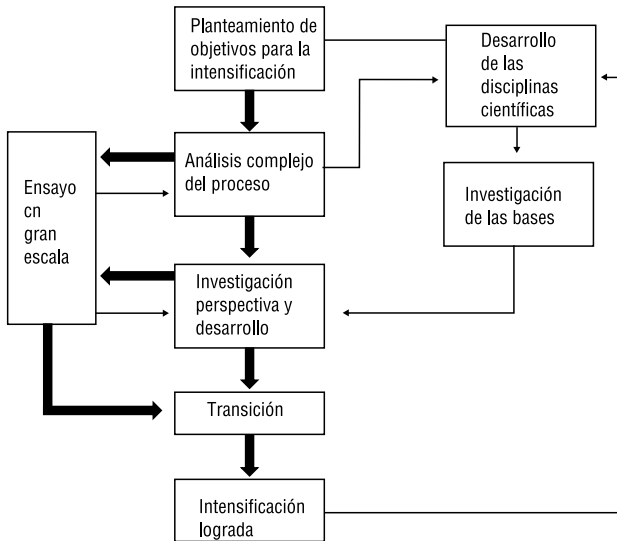 Planteamiento de
objetivos para la
intensificación
Desarrollo
de las
disciplinas
científicas
Análisis complejo
del proceso
Ensayo
cn
gran
escala
Investigación
de las bases
Investigación
perspectiva y
desarrollo
Transición
Intensificación
lograda